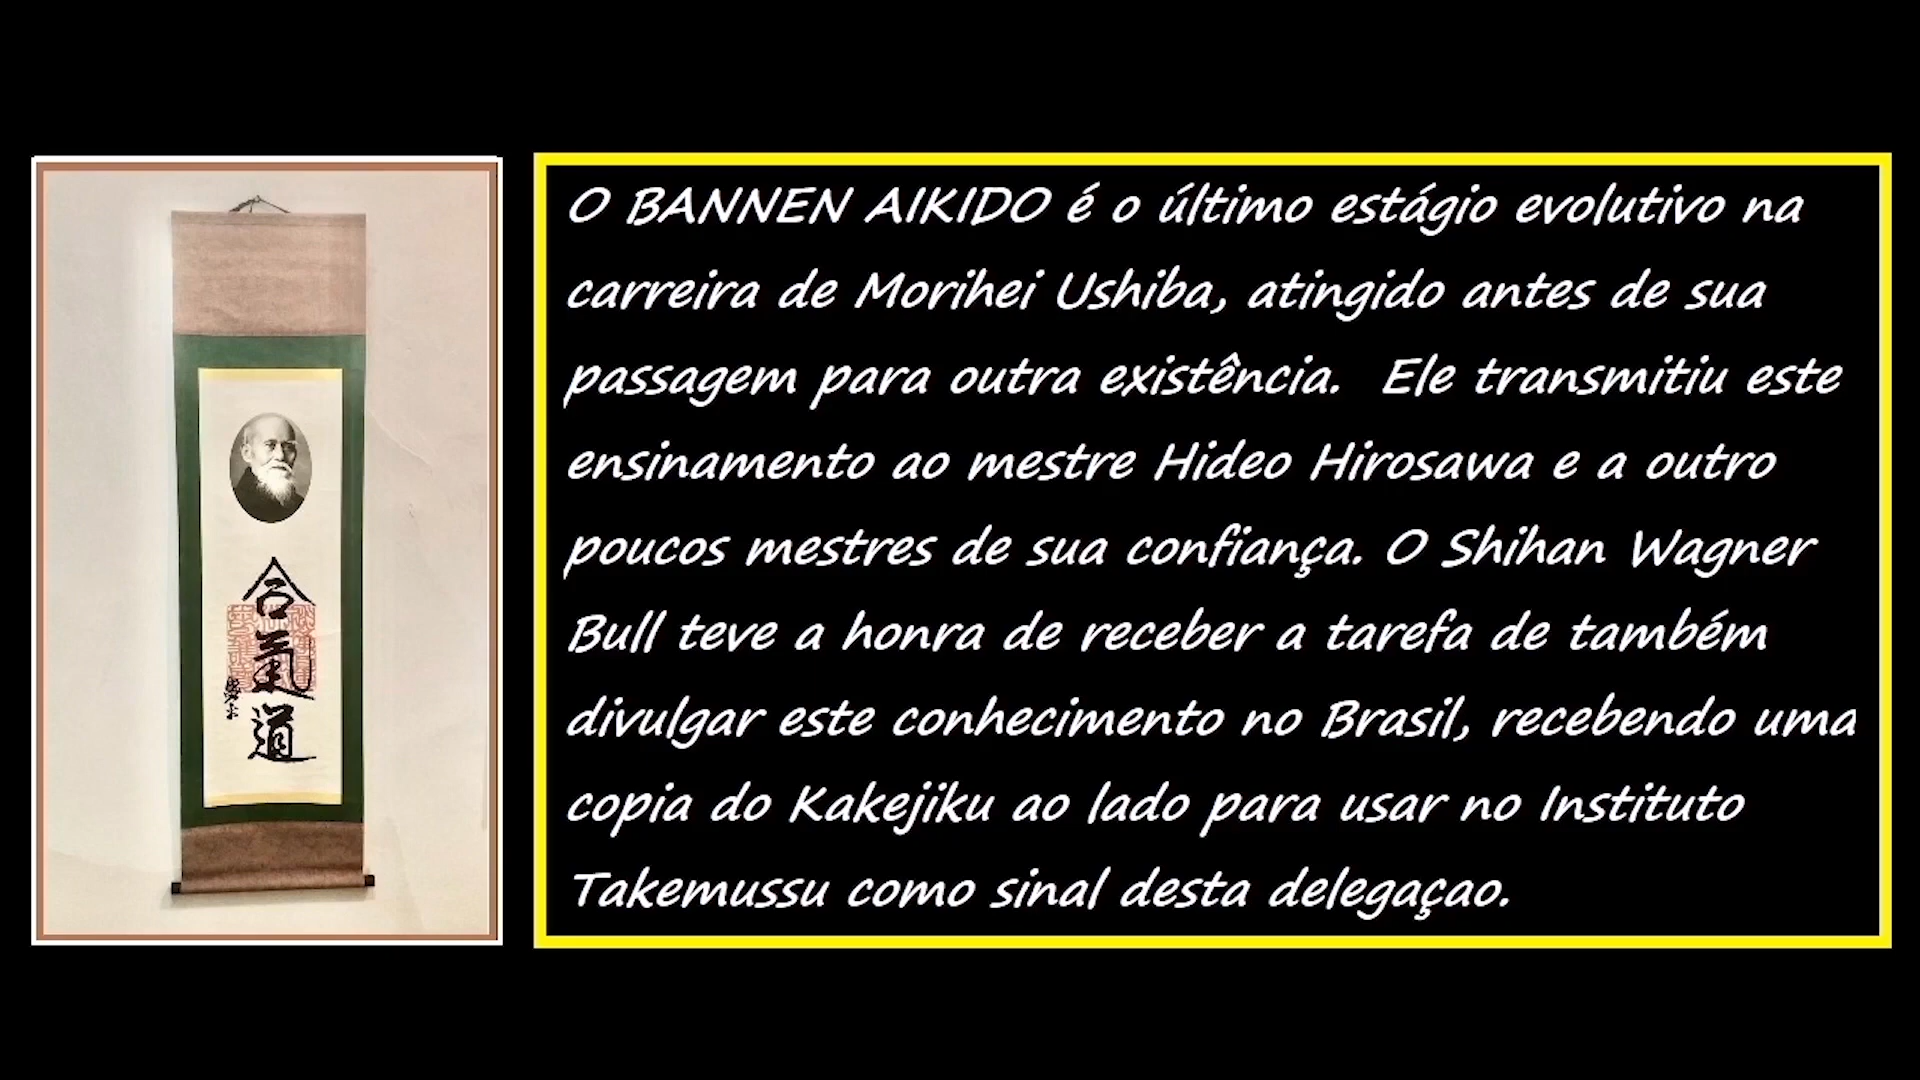 合氣道
O BANNEN AIKIDO é o último estágio evolutivo na
carreira de Morihei Ushiba, atingido antes de sua
passagem para outra existência.  Ele transmitiu este
ensinamento ao mestre Hideo Hirosawa e a outro
poucos mestres de sua confiança. O Shihan Wagner
Bull teve a honra de receber a tarefa de também
divulgar este conhecimento no Brasil, recebendo uma
copia do Kakejiku ao lado para usar no Instituto
Takemussu como sinal desta delegaçao.